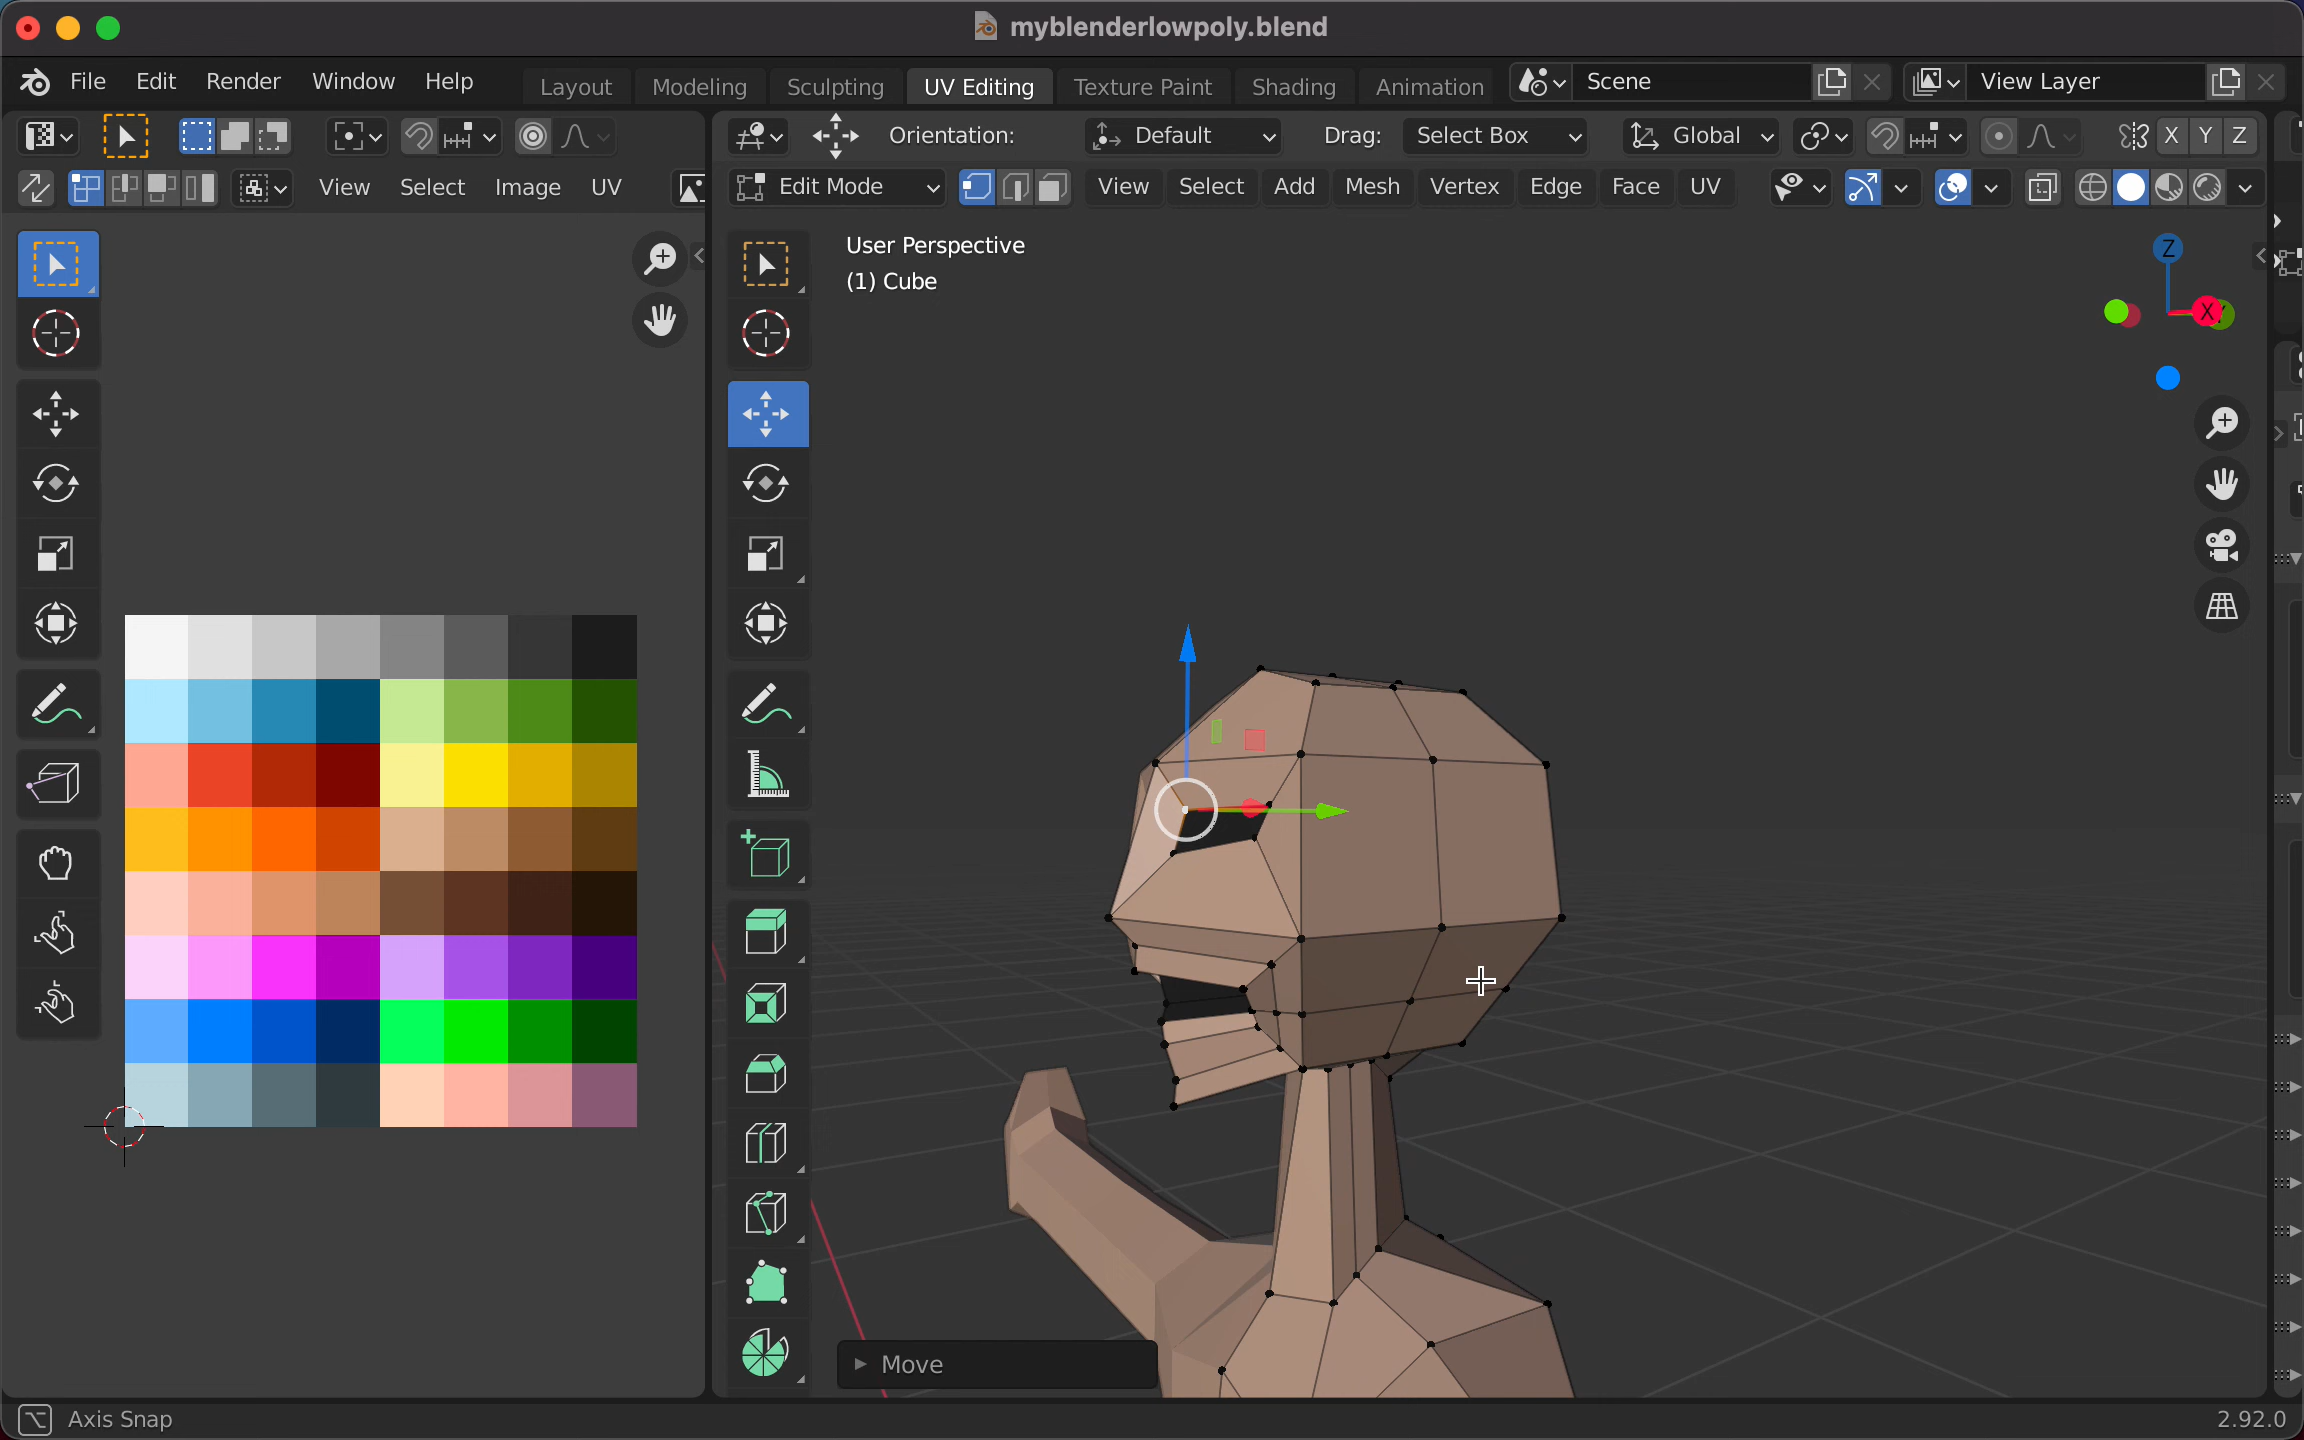 myblenderlowpoly.blend
File Edit Render Window Help Layout Modeling Sculpting UV Editing Texture Paint Shading Animation Scene View Layer
Orientation: Default Drag: Select Box Global X Y Z
View Select Image UV Edit Mode View Select Add Mesh Vertex Edge Face UV
User Perspective
(1) Cube
Z
X
Move
Axis Snap 2.92.0